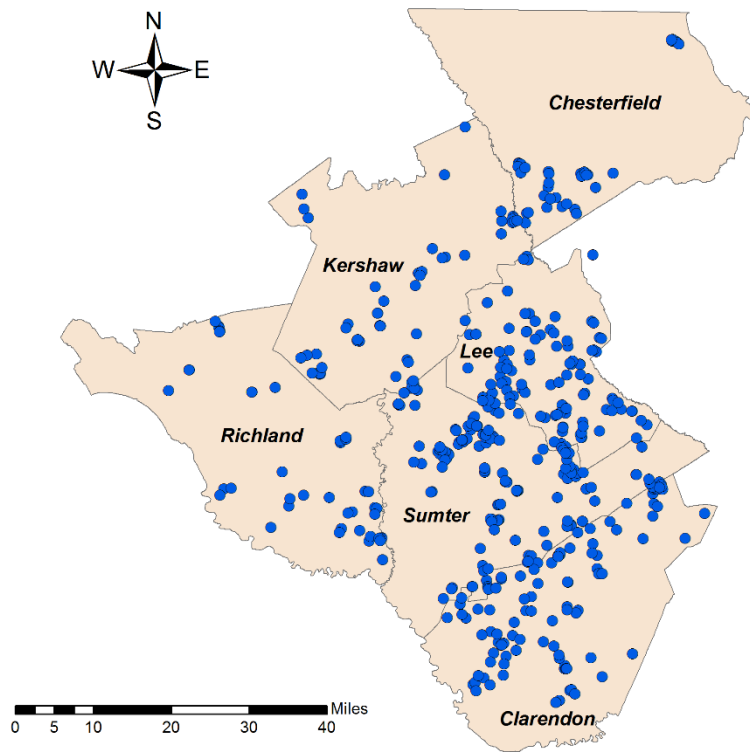 N
W E
S
Chesterfield
Kershaw
Lee
Richland
Sumter
Miles
0 5 10 20 30 40
Clarendon